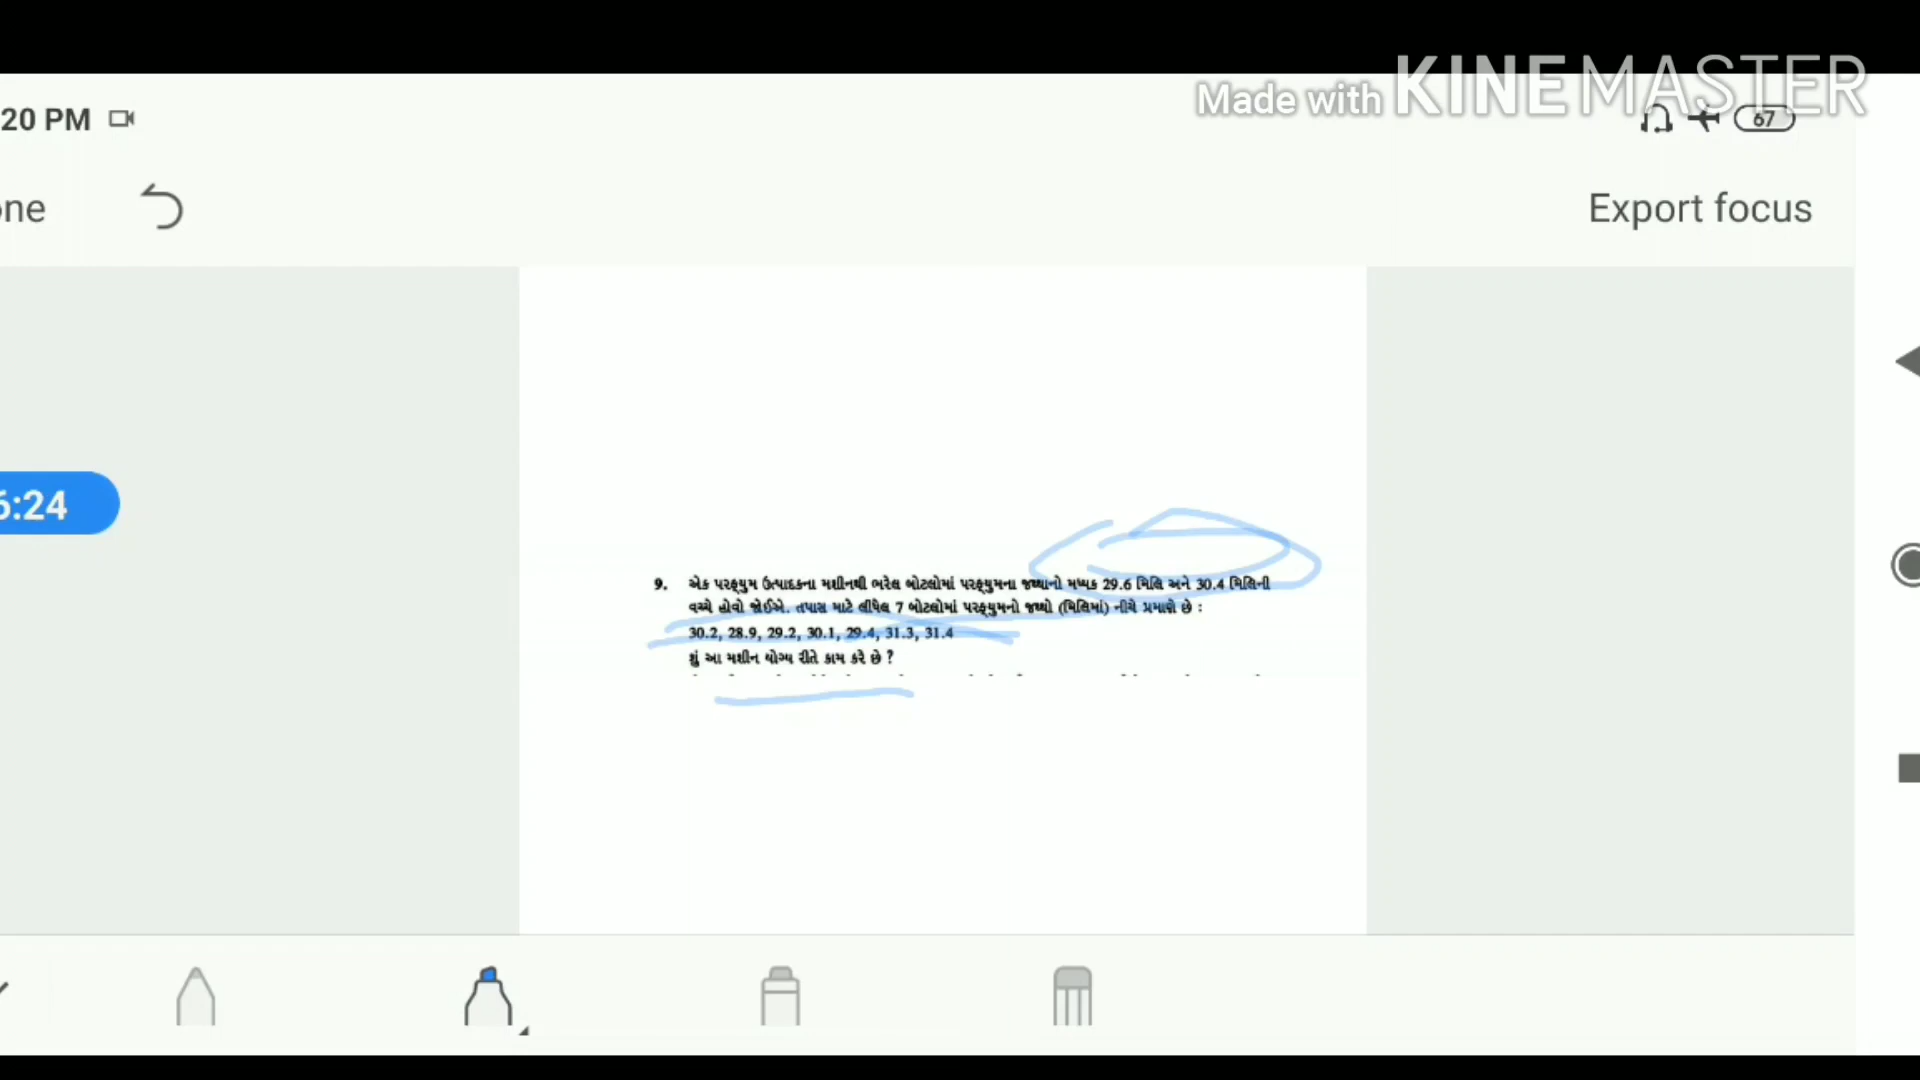 Made with KINEMASTER
20 PM
67
one
Export focus
6:24
9. એક પરફ્યુમ ઉત્પાદકના મશીનથી ભરેલ બોટલોમાં પરફ્યુમના જથ્થાનો મધ્યક 29.6 મિલિ અને 30.4 મિલિની
વચ્ચે હોવો જોઈએ. તપાસ માટે લીધેલ 7 બોટલોમાં પરફ્યુમનો જથ્થો (મિલિમાં) નીચે પ્રમાણે છે :
30.2, 28.9, 29.2, 30.1, 29.4, 31.3, 31.4
શું આ મશીન યોગ્ય રીતે કામ કરે છે ?